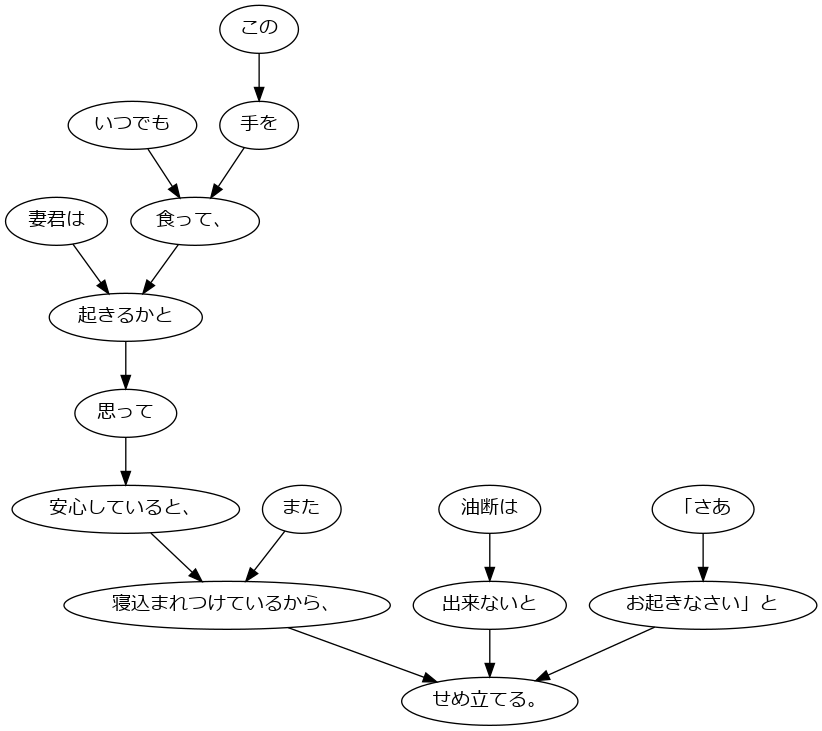 この
いつでも
手を
妻君は
食って、
起きるかと
思って
安心していると、
また
油断は
「さあ
寝込まれつけているから、
出来ないと
お起きなさい」と
せめ立てる。